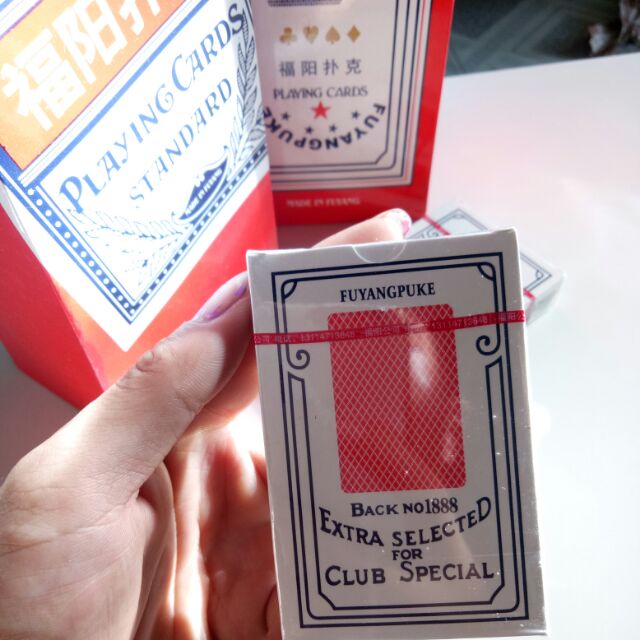 福阳扑
PLAYING CARDS
STANDARD
福阳扑克
PLAYING CARDS
FUYANGPUKE
MADE IN FUYANG
FUYANGPUKE
BACK NO1888
EXTRA SELECTED
FOR
CLUB SPECIAL